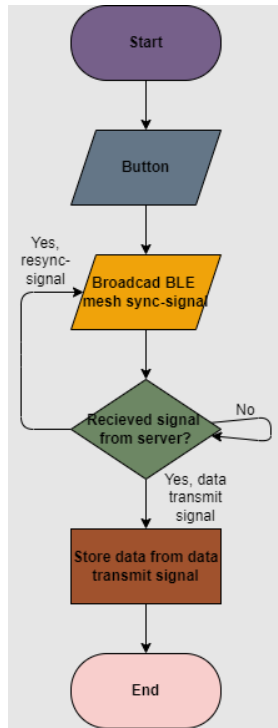 Start
Button
Yes,
resync-
signal
Broadcad BLE
mesh sync-signal
Recieved signal
from server?
No
Yes, data
transmit
signal
Store data from data
transmit signal
End